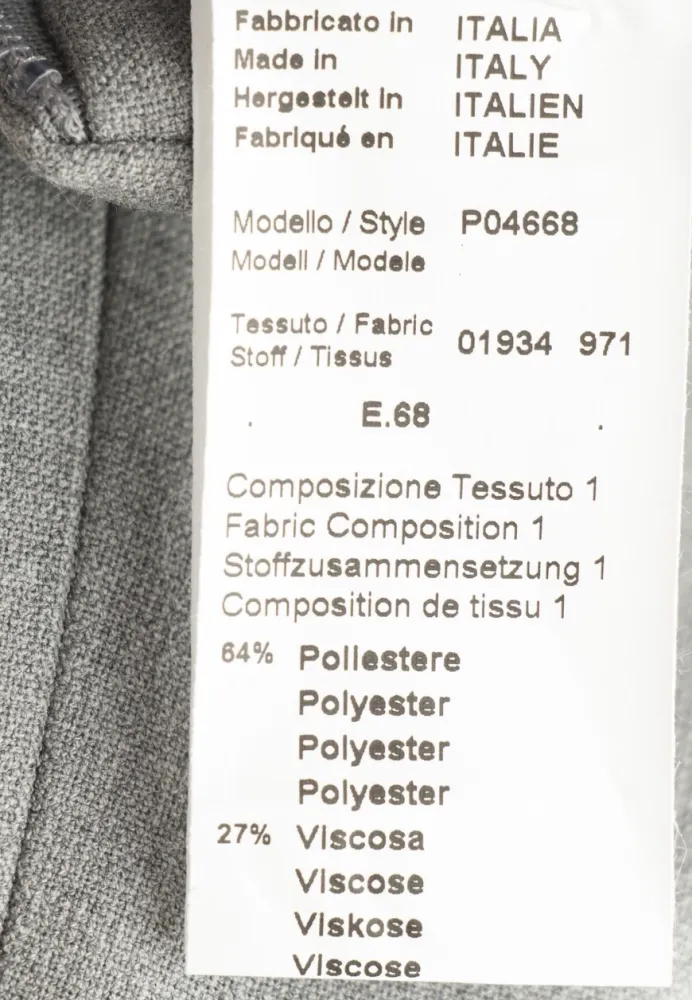 Fabbricato in ITALIA
Made in ITALY
Hergestelt in ITALIEN
Fabriqué en ITALIE
Modello / Style P04668
Modell / Modele
Tessuto / Fabric 01934 971
Stoff / Tissus
E.68
Composizione Tessuto 1
Fabric Composition 1
Stoffzusammensetzung 1
Composition de tissu 1
64% Poliestere
Polyester
Polyester
Polyester
27% Viscosa
Viscose
Viskose
Viscose